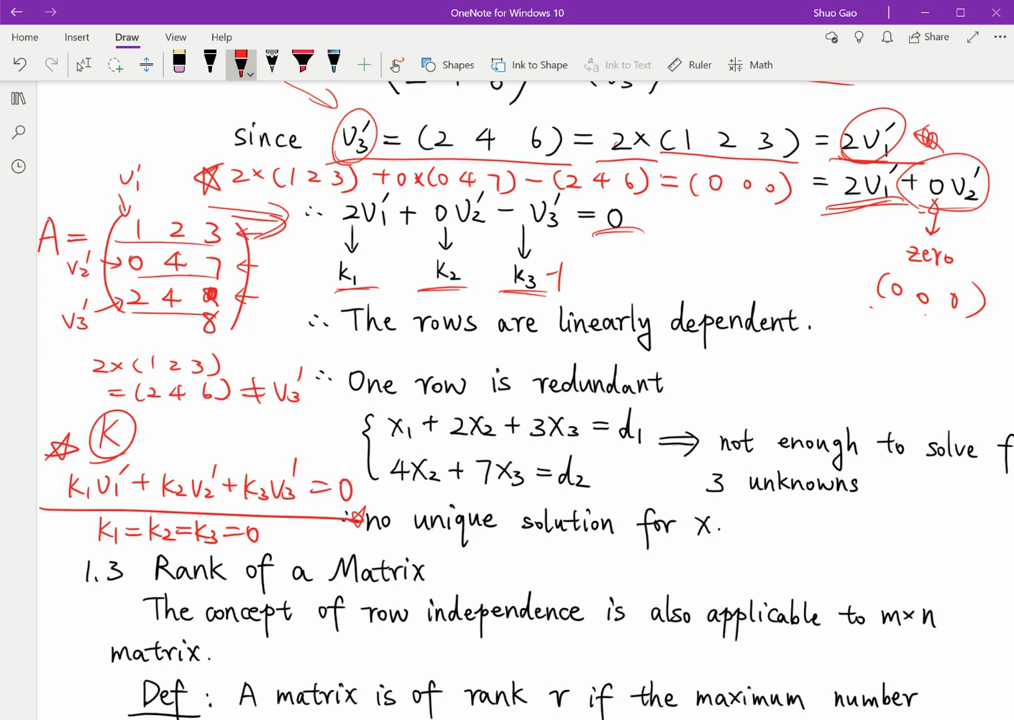 OneNote for Windows 10
Shuo Gao
Home Insert Draw View Help
Share
Shapes Ink to Shape Ink to Text Ruler Math
since V3' = (2 4 6) = 2×(1 2 3) = 2V1'
2×(1 2 3) + 0×(0 4 7) - (2 4 6) = (0 0 0) = 2V1' + 0V2'
∴ 2V1' + 0V2' - V3' = 0
k1 k2 k3 -1
zero
(0 0 0)
V1'
A = ( 1 2 3
V2' → 0 4 7
V3' 2 4 8 )
∴ The rows are linearly dependent.
2×(1 2 3)
= (2 4 6) ≠ V3'
∴ One row is redundant
{ x1 + 2x2 + 3x3 = d1 ⇒ not enough to solve f
4x2 + 7x3 = d2 3 unknowns
K
k1V1' + k2V2' + k3V3' = 0
k1 = k2 = k3 = 0
∴ no unique solution for x.
1.3 Rank of a Matrix
The concept of row independence is also applicable to m×n
matrix.
Def : A matrix is of rank r if the maximum number